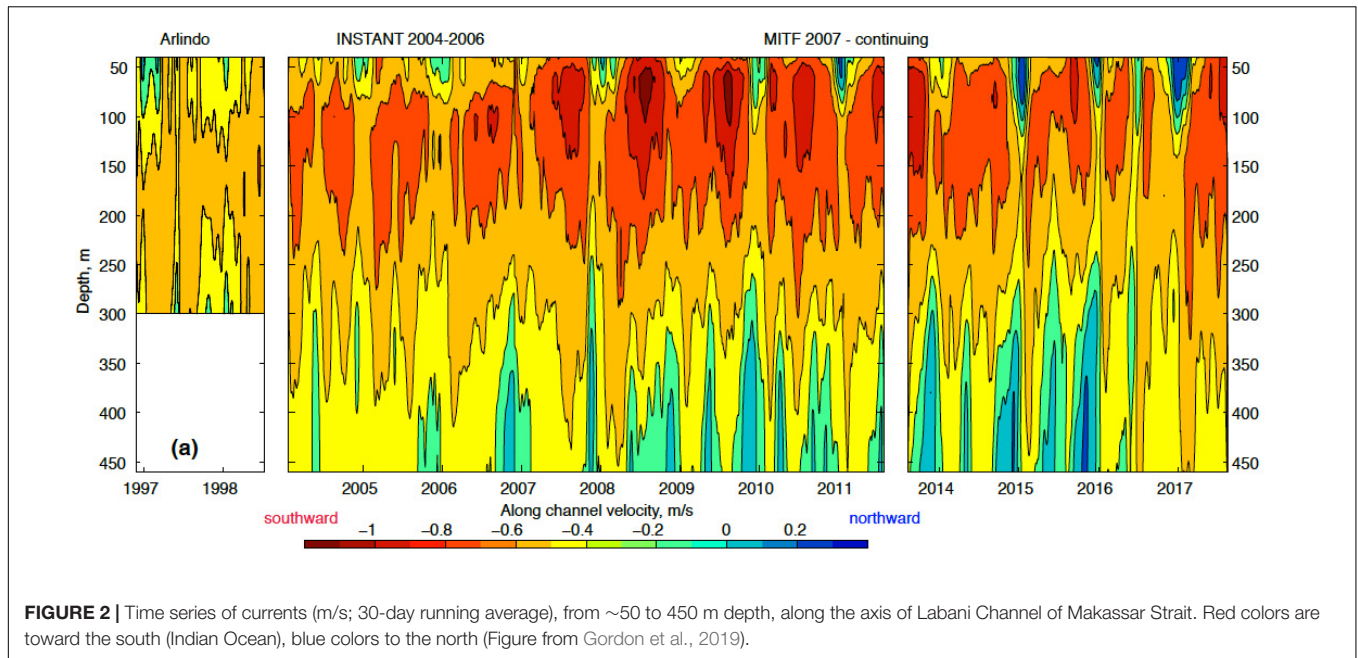 Arlindo INSTANT 2004-2006 MITF 2007 - continuing
50 50
100 100
150 150
200 200
250 250
300 300
350 350
400 400
450 450
Depth, m
(a)
1997 1998 2005 2006 2007 2008 2009 2010 2011 2014 2015 2016 2017
southward Along channel velocity, m/s northward
−1 −0.8 −0.6 −0.4 −0.2 0 0.2
FIGURE 2 | Time series of currents (m/s; 30-day running average), from ∼50 to 450 m depth, along the axis of Labani Channel of Makassar Strait. Red colors are
toward the south (Indian Ocean), blue colors to the north (Figure from Gordon et al., 2019).